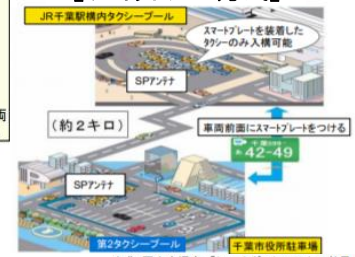 JR千葉駅構内タクシープール
スマートプレートを装着した
タクシーのみ入構可能
SPアンテナ
両
(約2キロ)
車両前面にスマートプレートをつける
42-49
SPアンテナ
第2タクシープール
千葉市役所駐車場